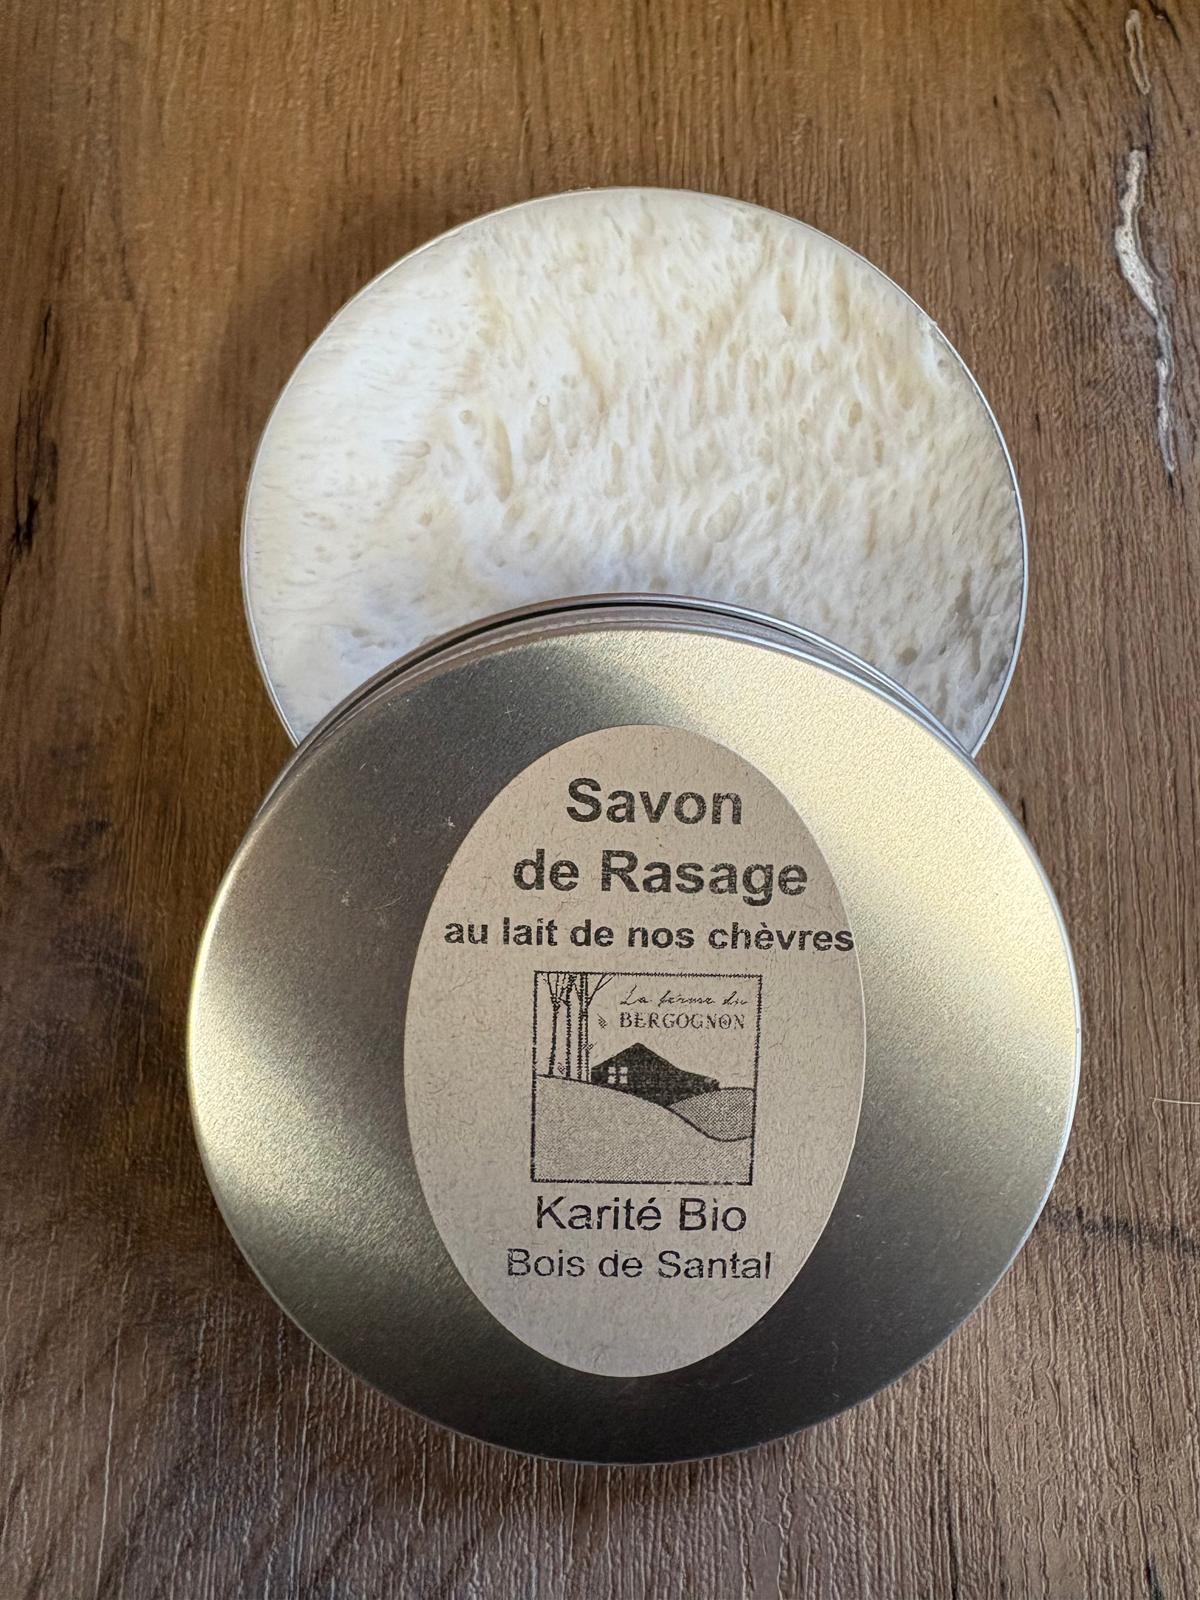 Savon
de Rasage
au lait de nos chèvres
La ferme du
BERGOGNON
Karité Bio
Bois de Santal